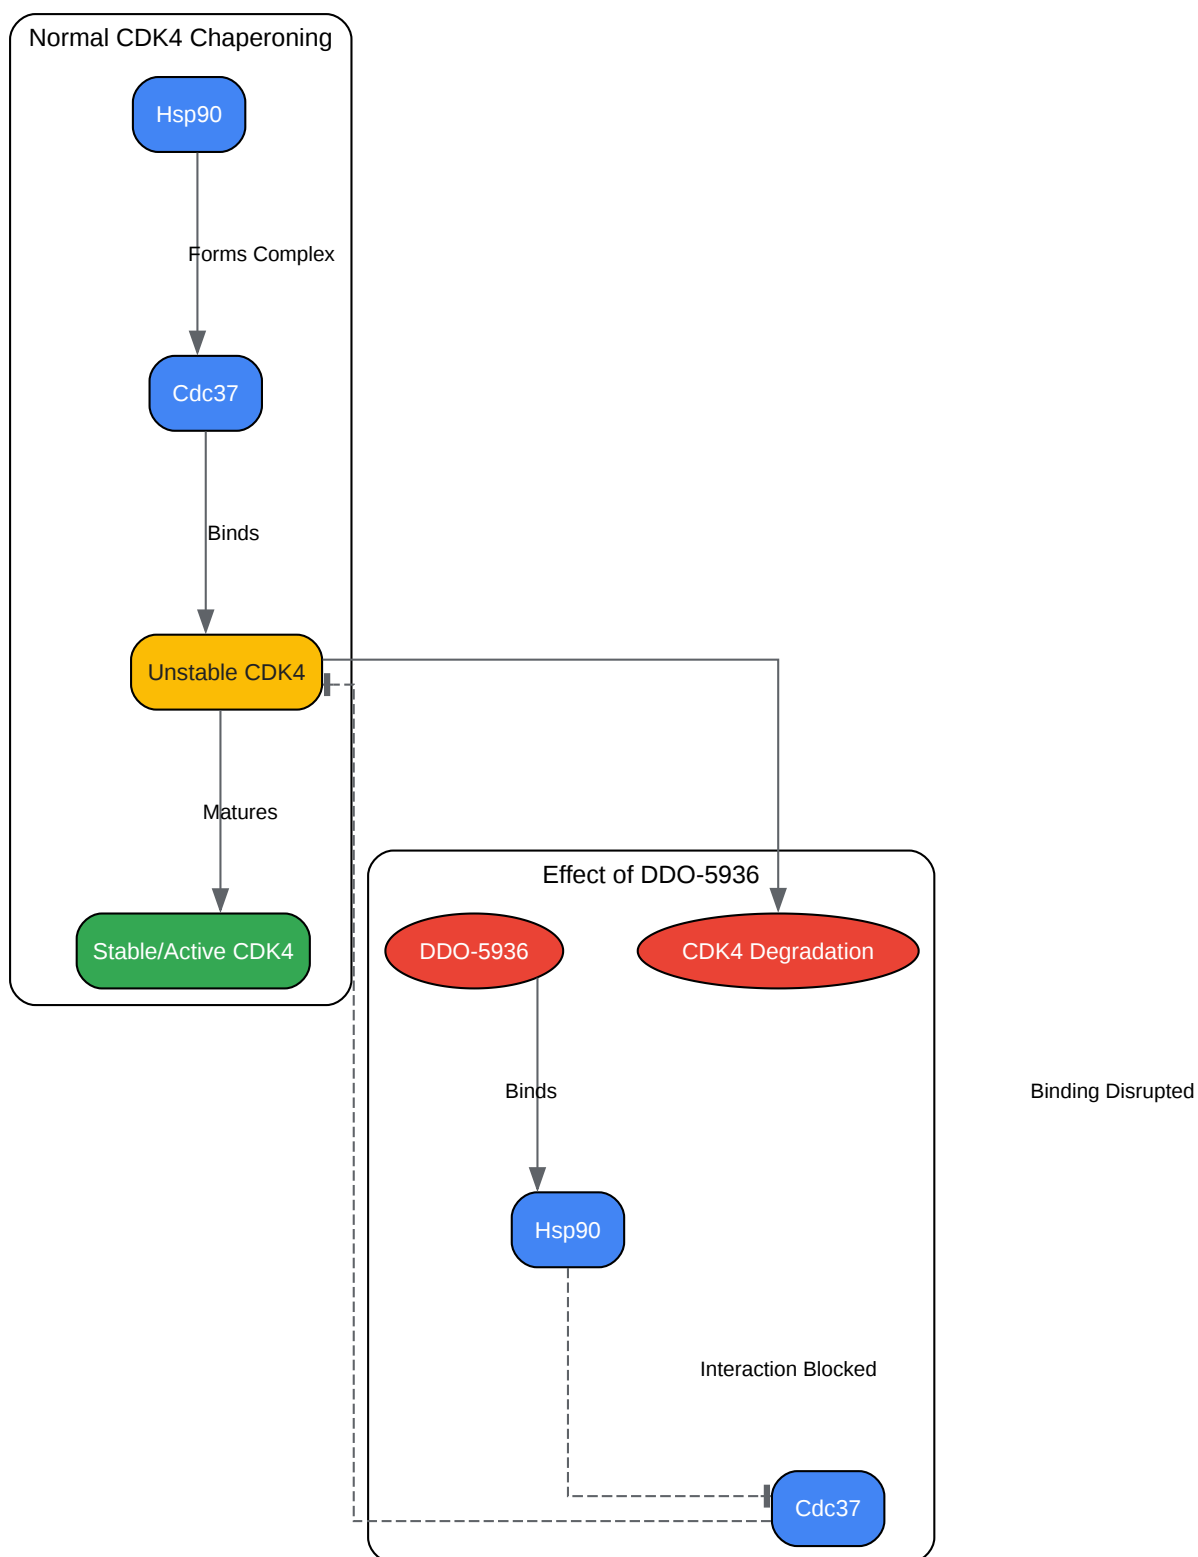 Normal CDK4 Chaperoning
Hsp90
Forms Complex
Cdc37
Binds
Unstable CDK4
Matures
Stable/Active CDK4
Effect of DDO-5936
DDO-5936
CDK4 Degradation
Binds
Binding Disrupted
Hsp90
Interaction Blocked
Cdc37